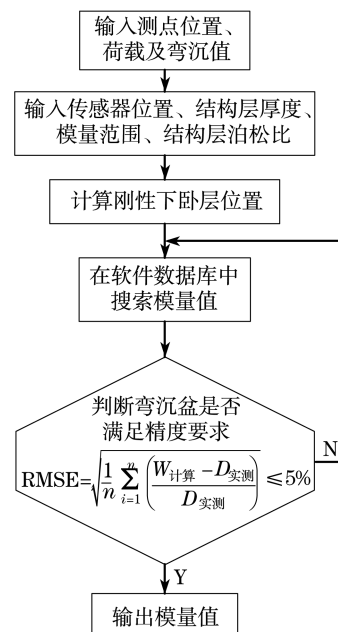 输入测点位置、
荷载及弯沉值
输入传感器位置、结构层厚度、
模量范围、结构层泊松比
计算刚性下卧层位置
在软件数据库中
搜索模量值
判断弯沉盆是否
满足精度要求
N
RMSE=√(1/n ∑_{i=1}^{n} ((W计算－D实测)/D实测)) ≤5%
Y
输出模量值